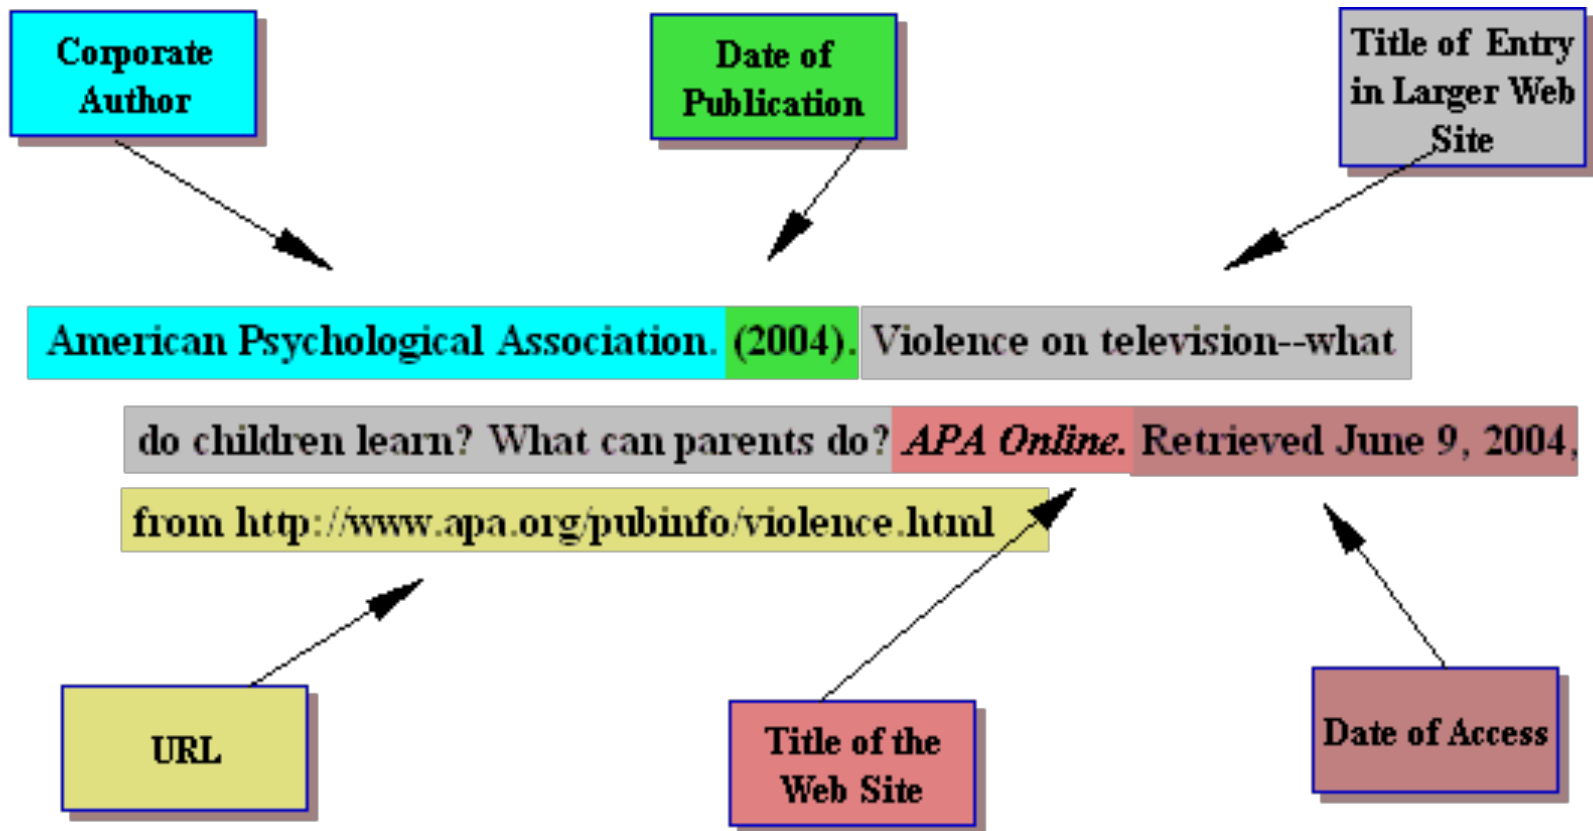 Corporate
Author
Date of
Publication
Title of Entry
in Larger Web
Site
American Psychological Association. (2004). Violence on television--what
do children learn? What can parents do? APA Online. Retrieved June 9, 2004,
from http://www.apa.org/pubinfo/violence.html
URL
Title of the
Web Site
Date of Access